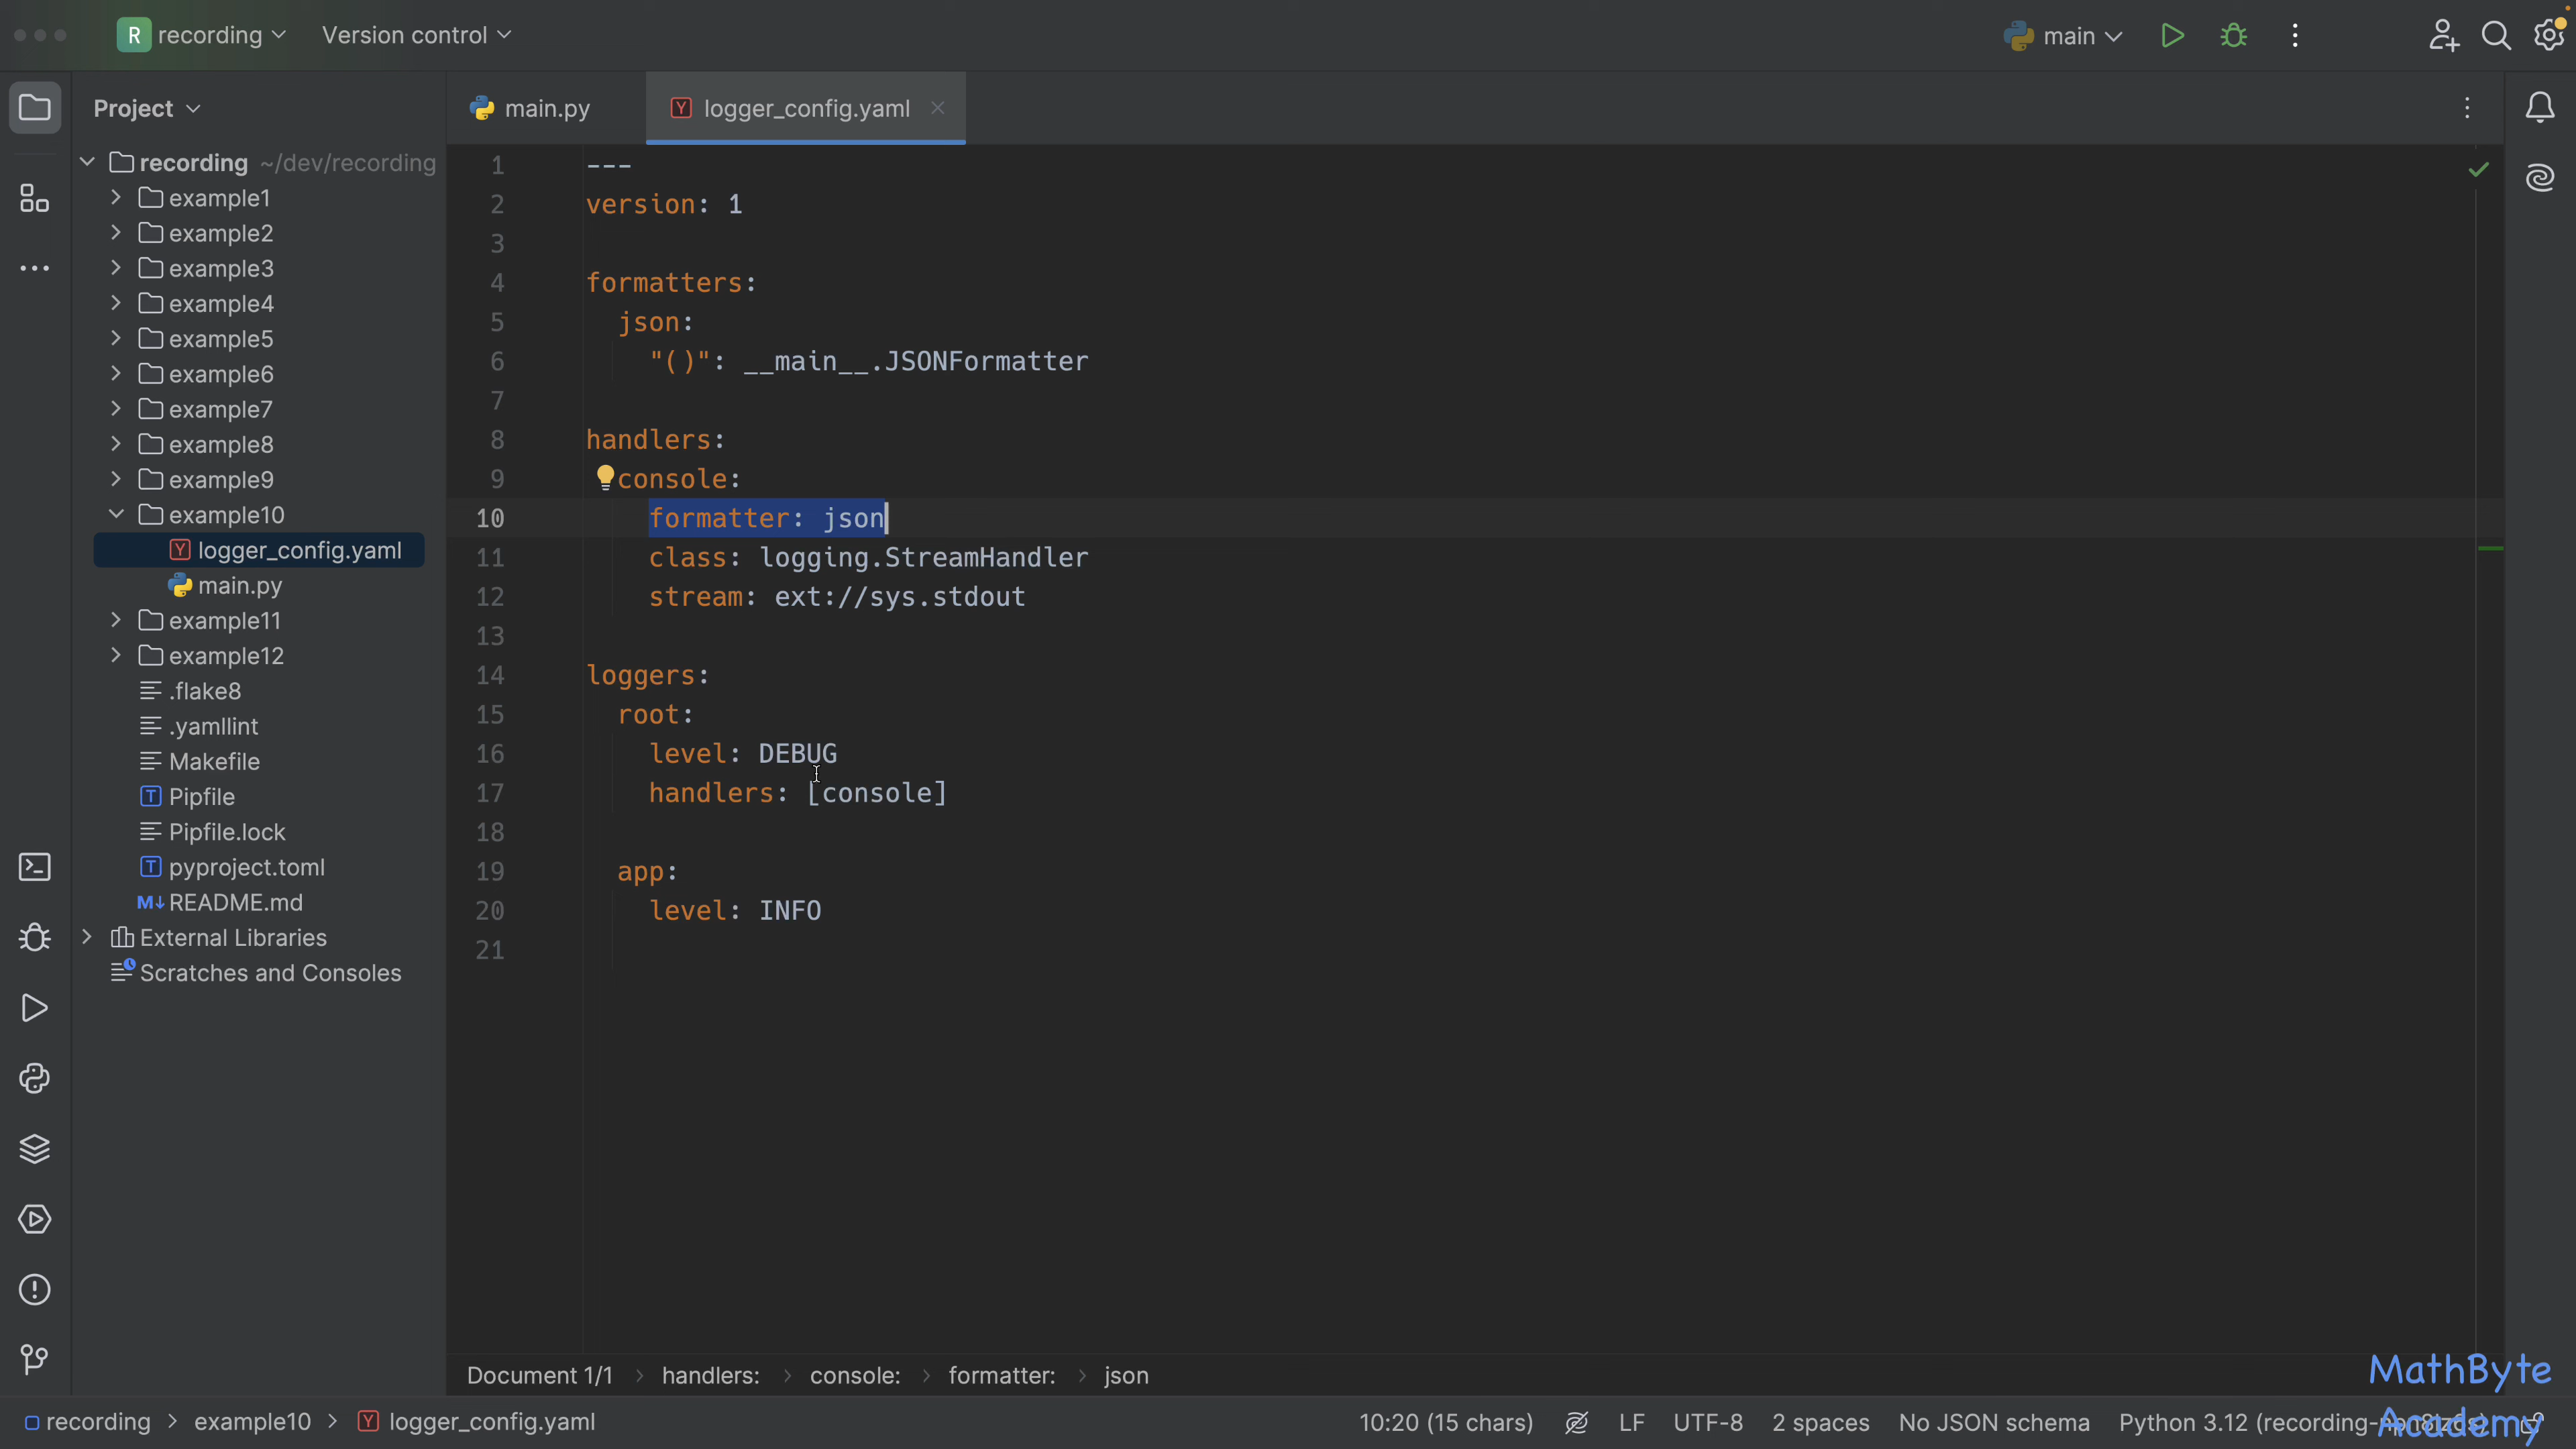 R recording Version control main
Project
main.py
logger_config.yaml
recording ~/dev/recording
example1
example2
example3
example4
example5
example6
example7
example8
example9
example10
logger_config.yaml
main.py
example11
example12
.flake8
.yamllint
Makefile
Pipfile
Pipfile.lock
pyproject.toml
README.md
External Libraries
Scratches and Consoles
1 ---
2 version: 1
3
4 formatters:
5 json:
6 "()": __main__.JSONFormatter
7
8 handlers:
9 console:
10 formatter: json
11 class: logging.StreamHandler
12 stream: ext://sys.stdout
13
14 loggers:
15 root:
16 level: DEBUG
17 handlers: [console]
18
19 app:
20 level: INFO
21
Document 1/1 > handlers: > console: > formatter: > json
MathByte
Academy
recording > example10 > logger_config.yaml
10:20 (15 chars) LF UTF-8 2 spaces No JSON schema Python 3.12